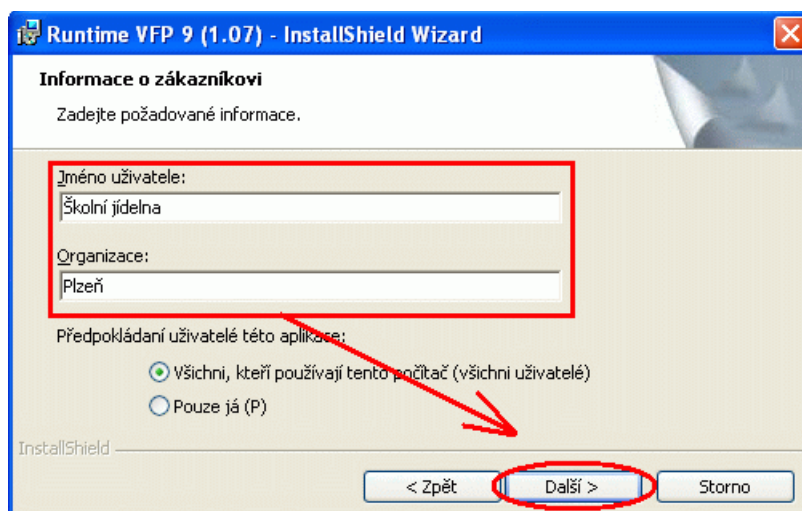 Runtime VFP 9 (1.07) - InstallShield Wizard
Informace o zákazníkovi
Zadejte požadované informace.
Jméno uživatele:
Školní jídelna
Organizace:
Plzeň
Předpokládaní uživatelé této aplikace:
Všichni, kteří používají tento počítač (všichni uživatelé)
Pouze já (P)
InstallShield
< Zpět Další > Storno